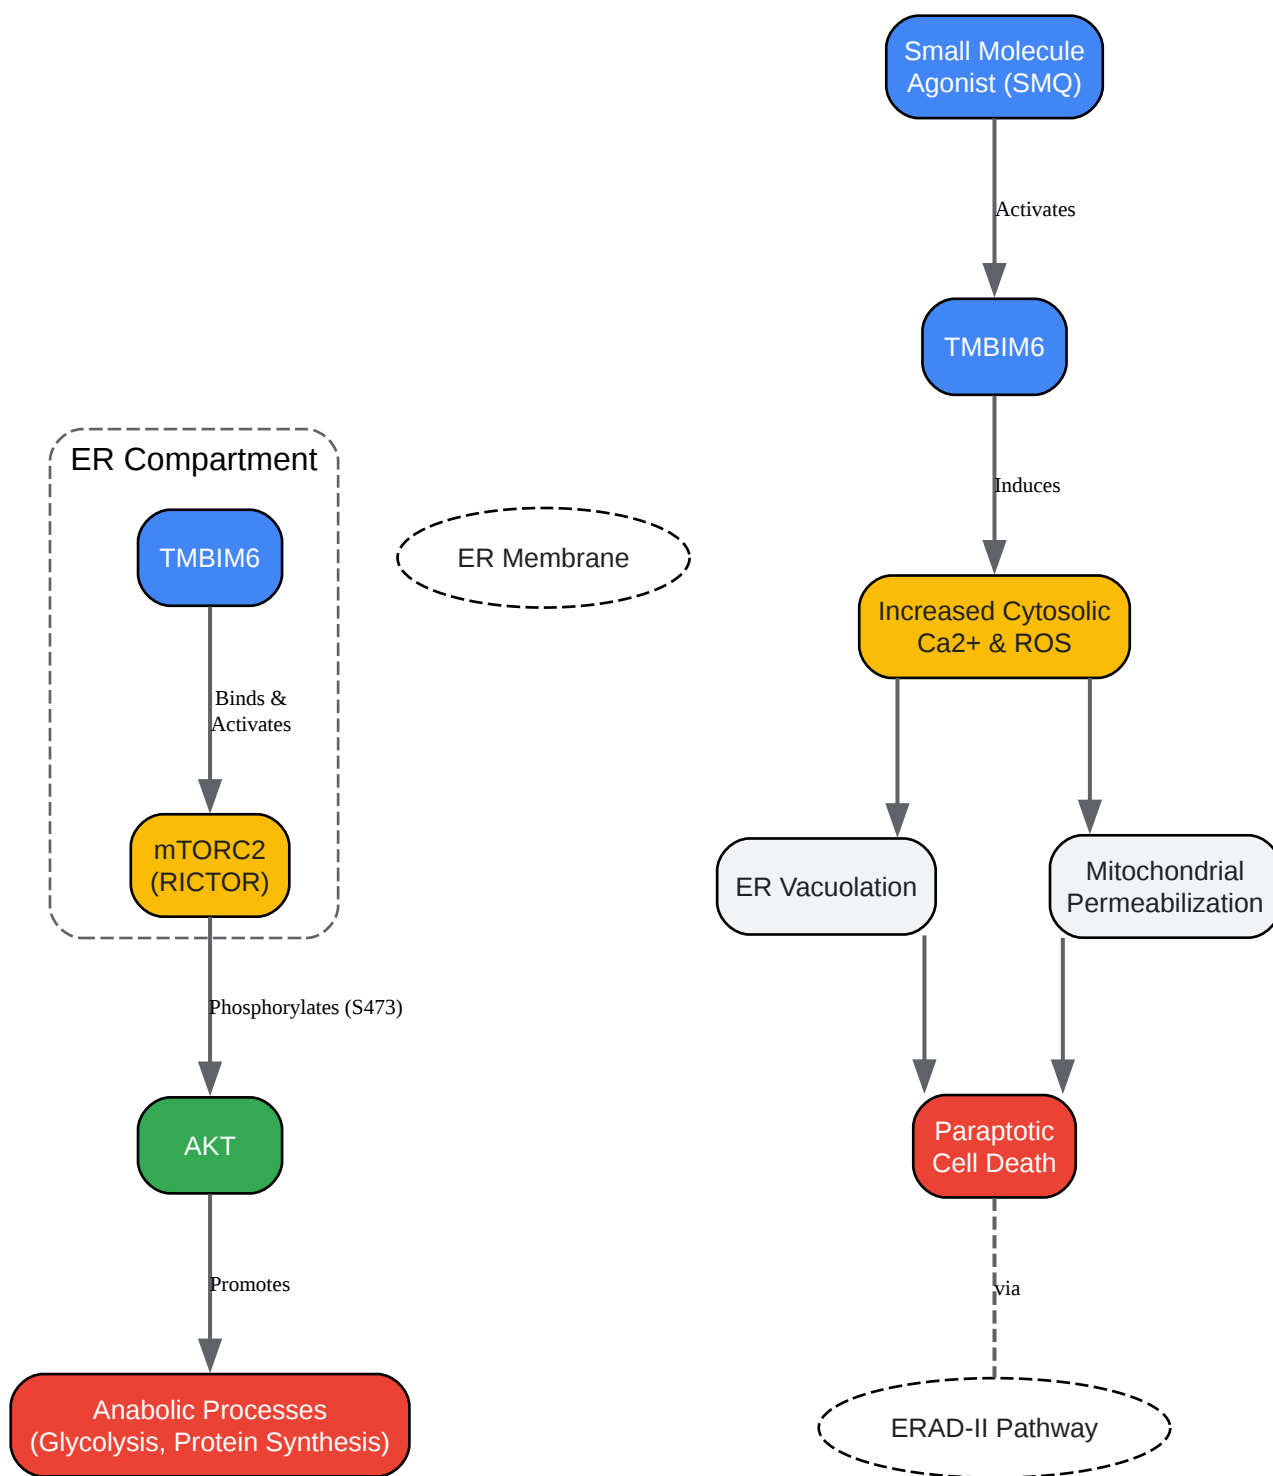 Small Molecule
Agonist (SMQ)
Activates
TMBIM6
Induces
Increased Cytosolic
Ca2+ & ROS
ER Vacuolation
Mitochondrial
Permeabilization
Paraptotic
Cell Death
via
ERAD-II Pathway
ER Compartment
TMBIM6
Binds &
Activates
mTORC2
(RICTOR)
Phosphorylates (S473)
AKT
Promotes
Anabolic Processes
(Glycolysis, Protein Synthesis)
ER Membrane